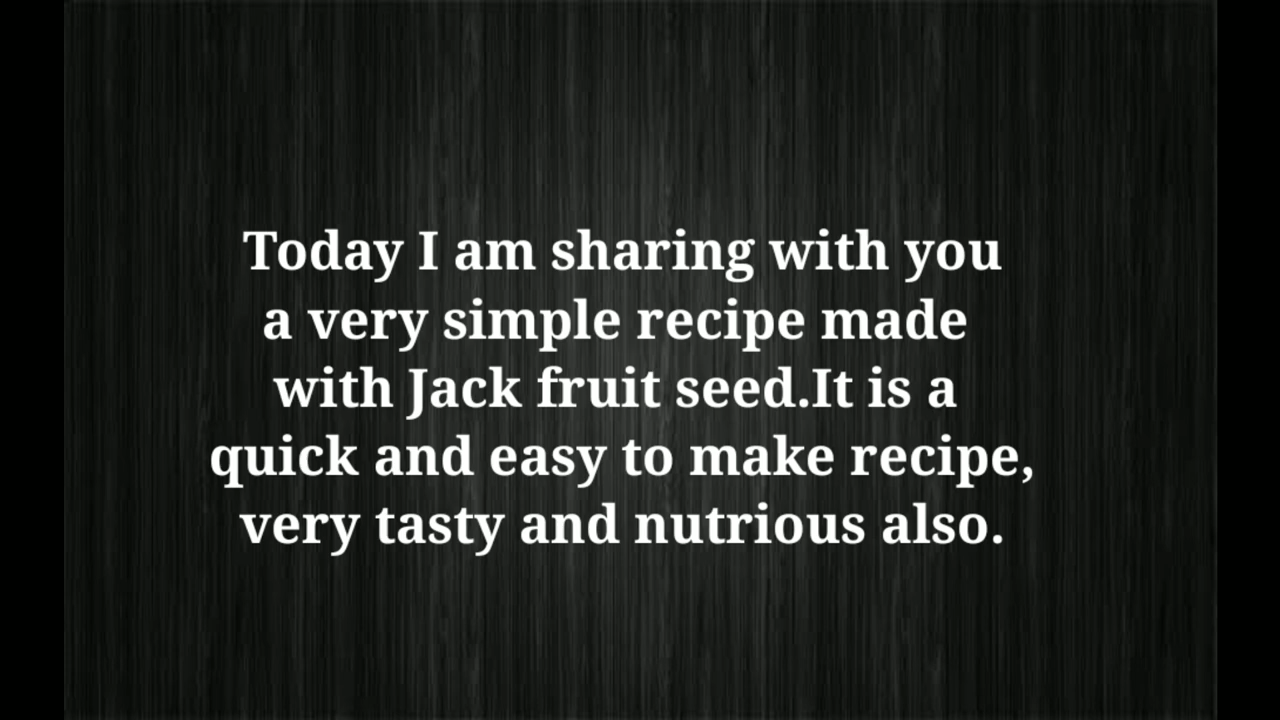 Today I am sharing with you
a very simple recipe made
with Jack fruit seed.It is a
quick and easy to make recipe,
very tasty and nutrious also.